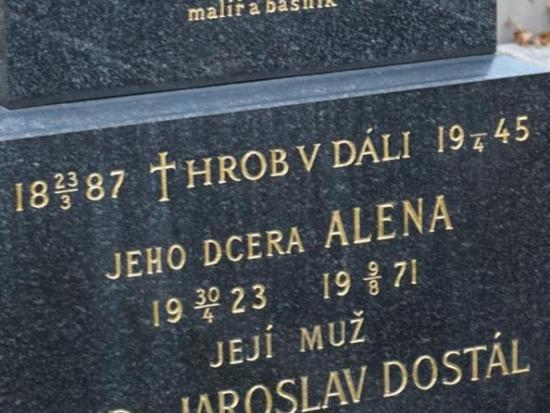 malíř a básník
18 23/3 87 † HROB V DÁLI 19 –/4 45
JEHO DCERA ALENA
19 30/4 23 19 9/8 71
JEJÍ MUŽ
JAROSLAV DOSTÁL